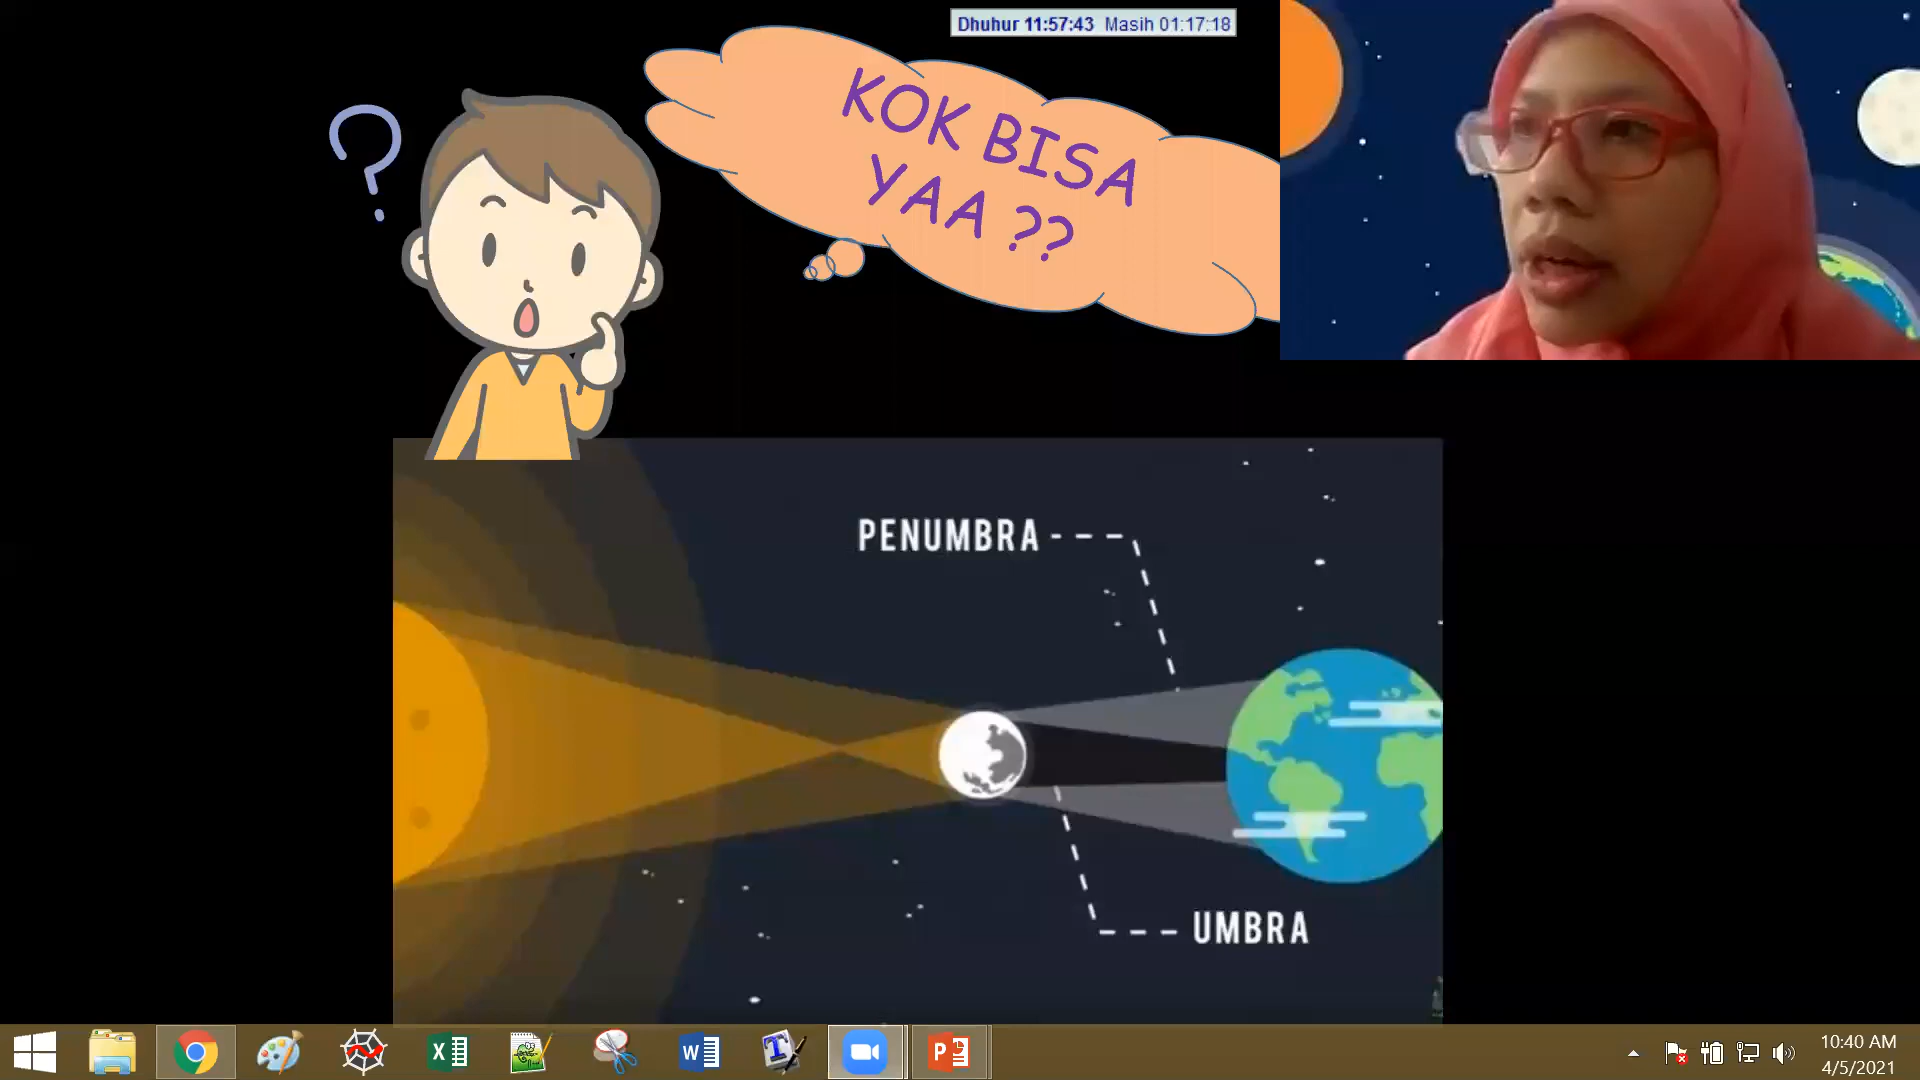 Dhuhur 11:57:43 Masih 01:17:18
KOK BISA
YAA ??
PENUMBRA
UMBRA
10:40 AM
4/5/2021